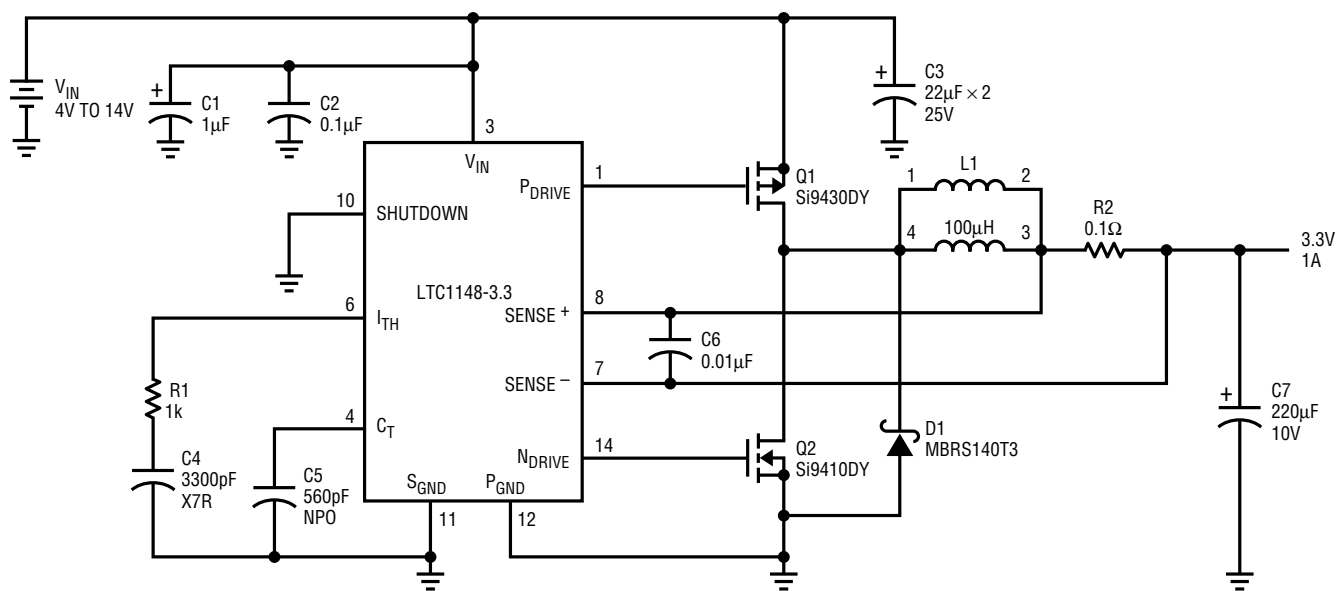 V_IN
4V TO 14V
+
C1
1µF
C2
0.1µF
3
V_IN
+
C3
22µF × 2
25V
1
P_DRIVE
Q1
Si9430DY
L1
1
2
4
100µH
3
R2
0.1Ω
3.3V
1A
10
SHUTDOWN
LTC1148-3.3
6
I_TH
8
SENSE +
C6
0.01µF
7
SENSE −
R1
1k
4
C_T
14
N_DRIVE
Q2
Si9410DY
D1
MBRS140T3
+
C7
220µF
10V
C4
3300pF
X7R
C5
560pF
NPO
S_GND
P_GND
11
12